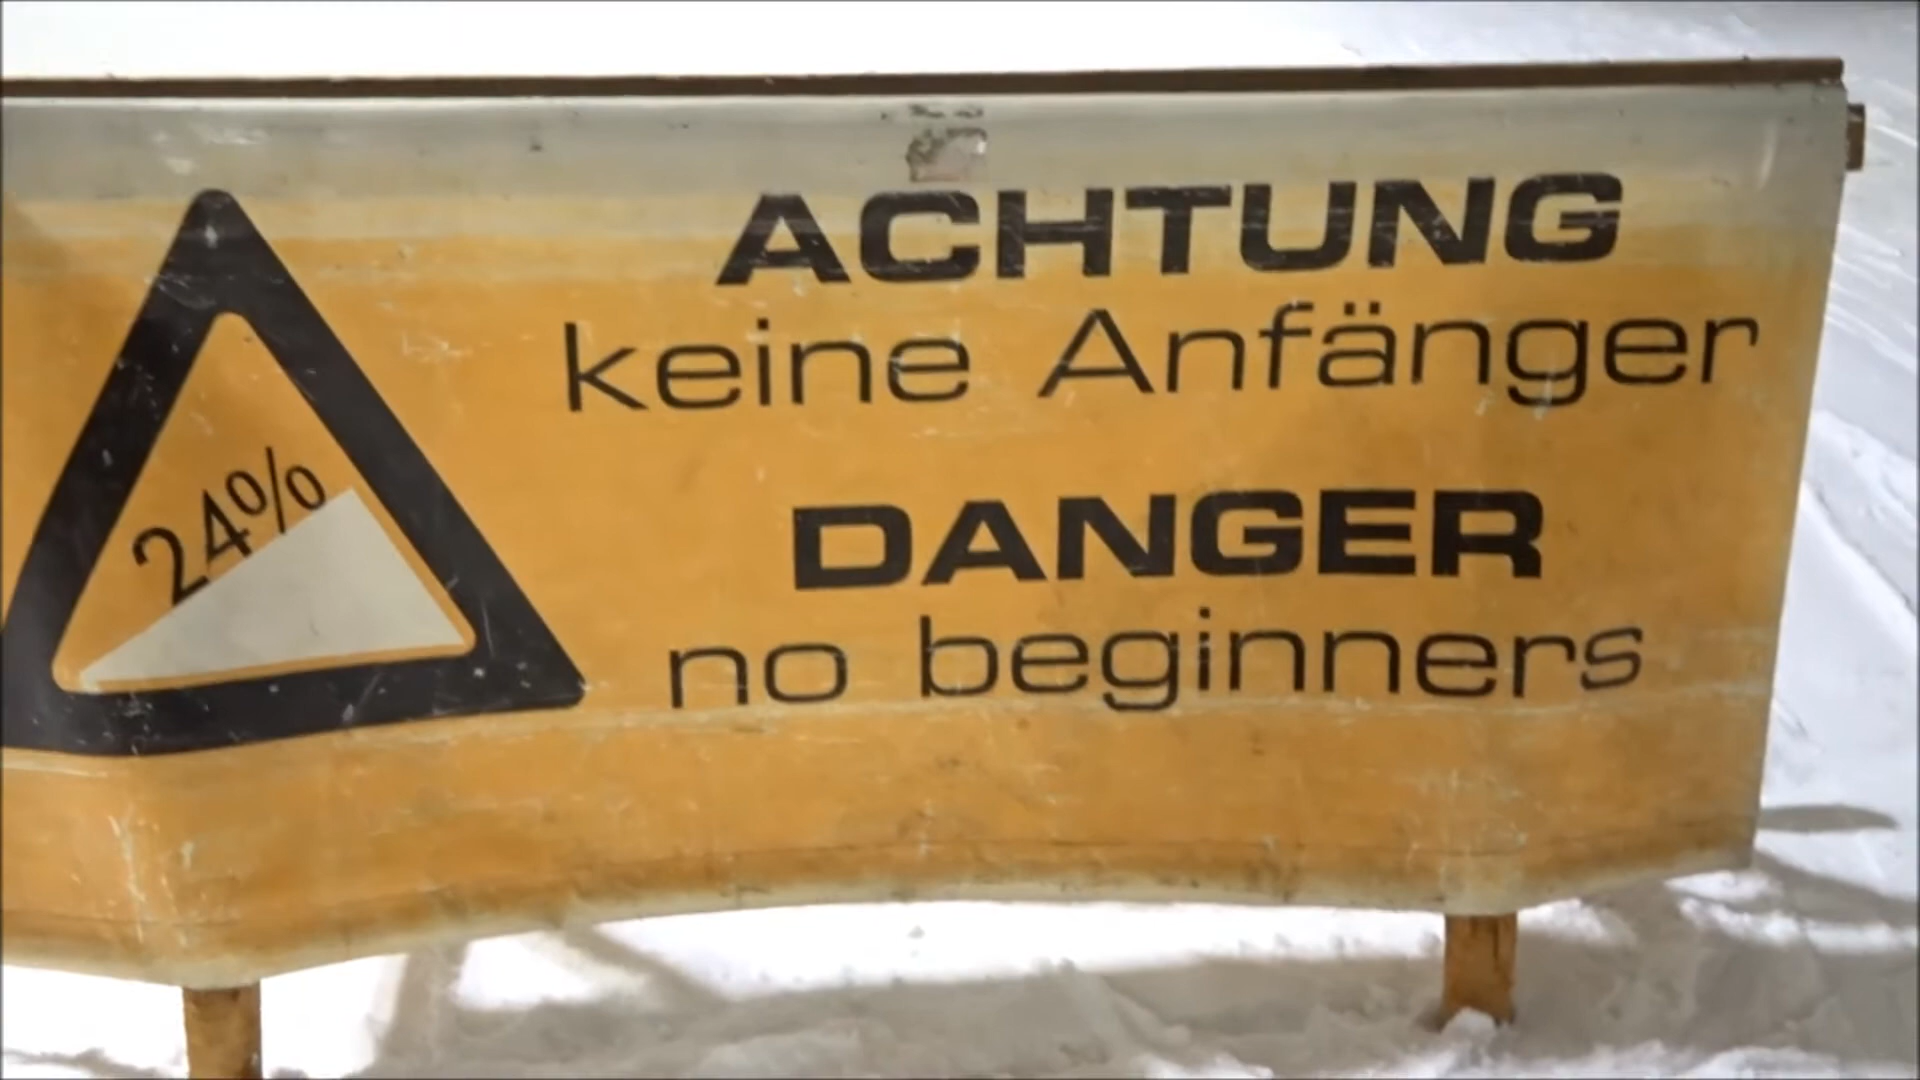 24%
ACHTUNG
keine Anfänger
DANGER
no beginners